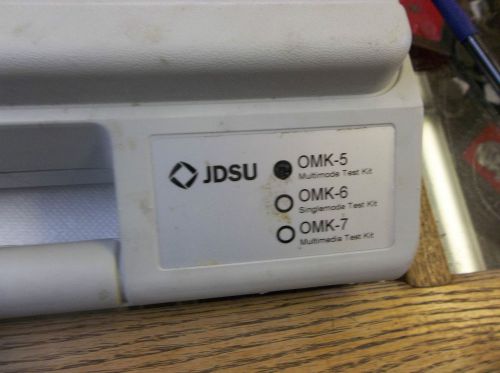 JDSU
OMK-5
Multimode Test Kit
OMK-6
Singlemode Test Kit
OMK-7
Multimedia Test Kit